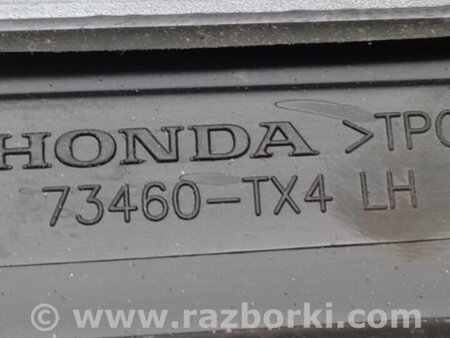 HONDA >TPO
73460-TX4 LH
© www.razborki.com